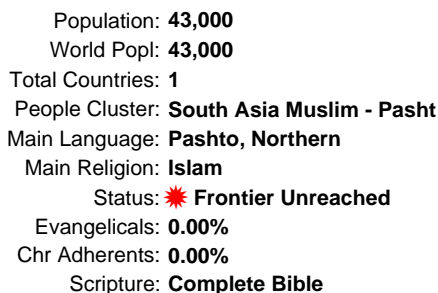 Population: 43,000
World Popl: 43,000
Total Countries: 1
People Cluster: South Asia Muslim - Pasht
Main Language: Pashto, Northern
Main Religion: Islam
Status: Frontier Unreached
Evangelicals: 0.00%
Chr Adherents: 0.00%
Scripture: Complete Bible